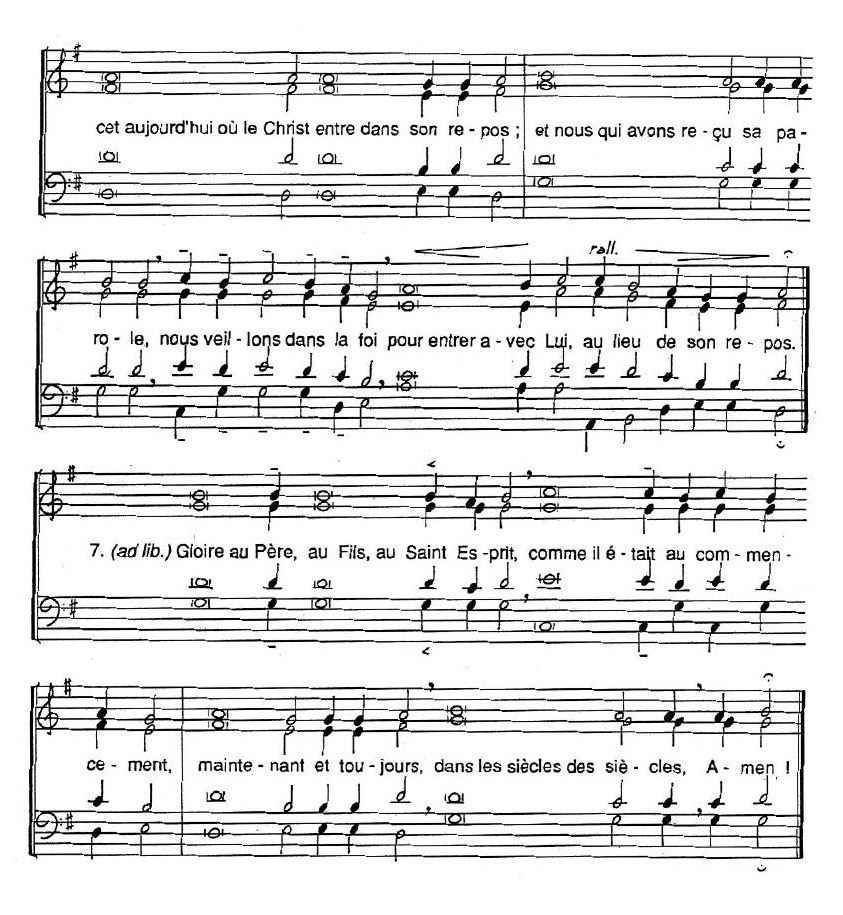 cet aujourd'hui où le Christ entre dans son re - pos ; et nous qui avons re - çu sa pa -
rall.
ro - le, nous veil - lons dans la foi pour entrer a - vec Lui, au lieu de son re - pos.
7. (ad lib.) Gloire au Père, au Fils, au Saint Es - prit, comme il é - tait au com - men -
ce - ment, mainte - nant et tou - jours, dans les siècles des siè - cles, A - men !